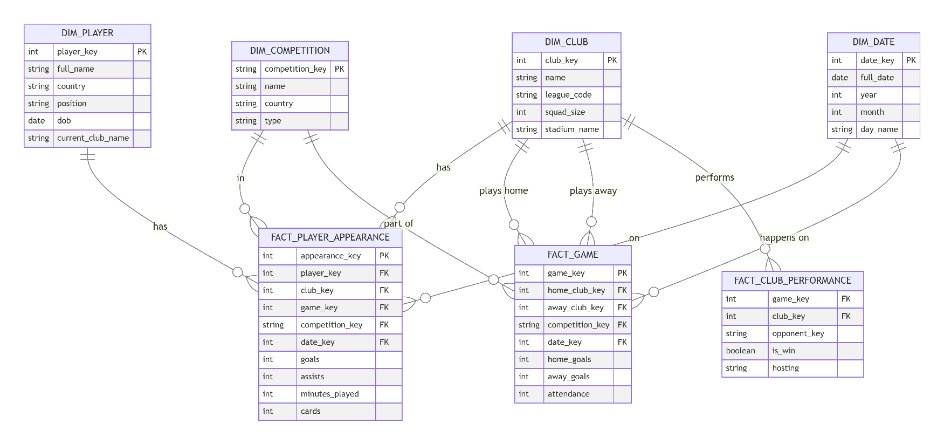 DIM_PLAYER
int player_key PK
string full_name
string country
string position
date dob
string current_club_name
DIM_COMPETITION
string competition_key PK
string name
string country
string type
DIM_CLUB
int club_key PK
string name
string league_code
int squad_size
string stadium_name
DIM_DATE
int date_key PK
date full_date
int year
int month
string day_name
has
in
has
part of
plays home
plays away
performs
on
happens on
FACT_PLAYER_APPEARANCE
int appearance_key PK
int player_key FK
int club_key FK
int game_key FK
string competition_key FK
int date_key FK
int goals
int assists
int minutes_played
int cards
FACT_GAME
int game_key PK
int home_club_key FK
int away_club_key FK
string competition_key FK
int date_key FK
int home_goals
int away_goals
int attendance
FACT_CLUB_PERFORMANCE
int game_key FK
int club_key FK
string opponent_key
boolean is_win
string hosting